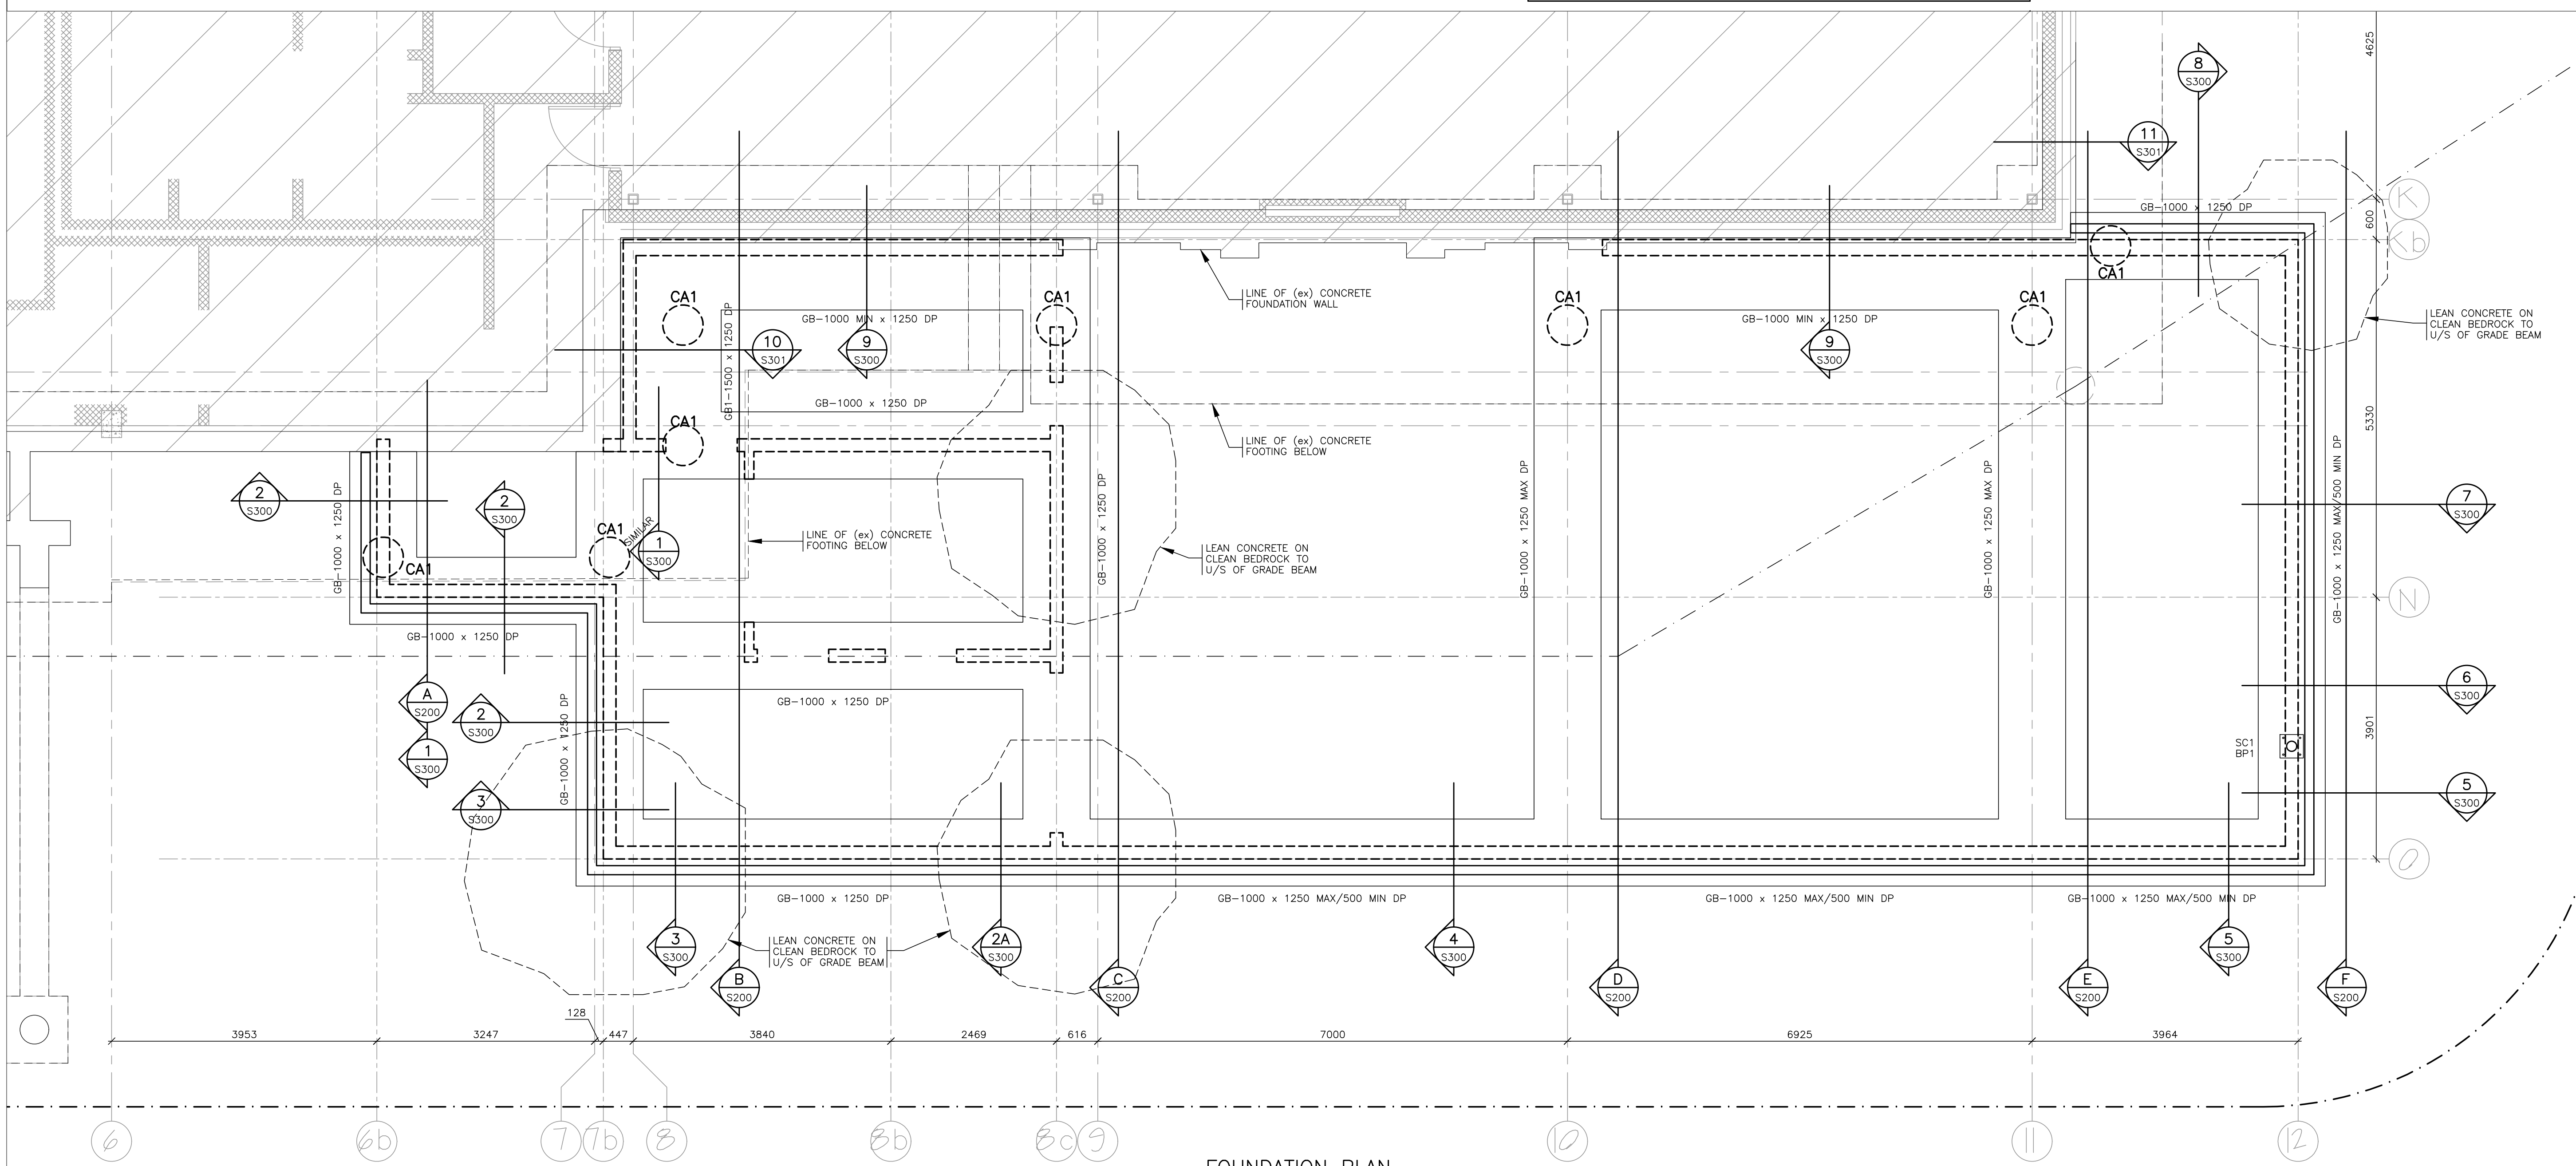 4625
8
S300
11
S301
K
600
Kb
GB-1000 x 1250 DP
CA1
LINE OF (ex) CONCRETE
FOUNDATION WALL
CA1
CA1
CA1
CA1
GB-1000 MIN x 1250 DP
GB-1000 MIN x 1250 DP
LEAN CONCRETE ON
CLEAN BEDROCK TO
U/S OF GRADE BEAM
10
S301
9
S300
9
S300
GB1-1500 x 1250 DP
GB-1000 x 1250 DP
CA1
LINE OF (ex) CONCRETE
FOOTING BELOW
5330
2
S300
2
S300
GB-1000 x 1250 DP
CA1
CA1
SIMILAR
1
S300
LINE OF (ex) CONCRETE
FOOTING BELOW
GB-1000 x 1250 DP
LEAN CONCRETE ON
CLEAN BEDROCK TO
U/S OF GRADE BEAM
GB-1000 x 1250 MAX DP
GB-1000 x 1250 MAX DP
GB-1000 x 1250 MAX/500 MIN DP
7
S300
N
GB-1000 x 1250 DP
A
S200
1
S300
2
S300
3
S300
GB-1000 x 1250 DP
GB-1000 x 1250 DP
6
S300
3901
SC1
BP1
5
S300
O
GB-1000 x 1250 DP
GB-1000 x 1250 MAX/500 MIN DP
GB-1000 x 1250 MAX/500 MIN DP
GB-1000 x 1250 MAX/500 MIN DP
3
S300
LEAN CONCRETE ON
CLEAN BEDROCK TO
U/S OF GRADE BEAM
2A
S300
4
S300
5
S300
B
S200
C
S200
D
S200
E
S200
F
S200
128
3953
3247
447
3840
2469
616
7000
6925
3964
6
6b
7
7b
8
8b
8c
9
10
11
12
FOUNDATION PLAN